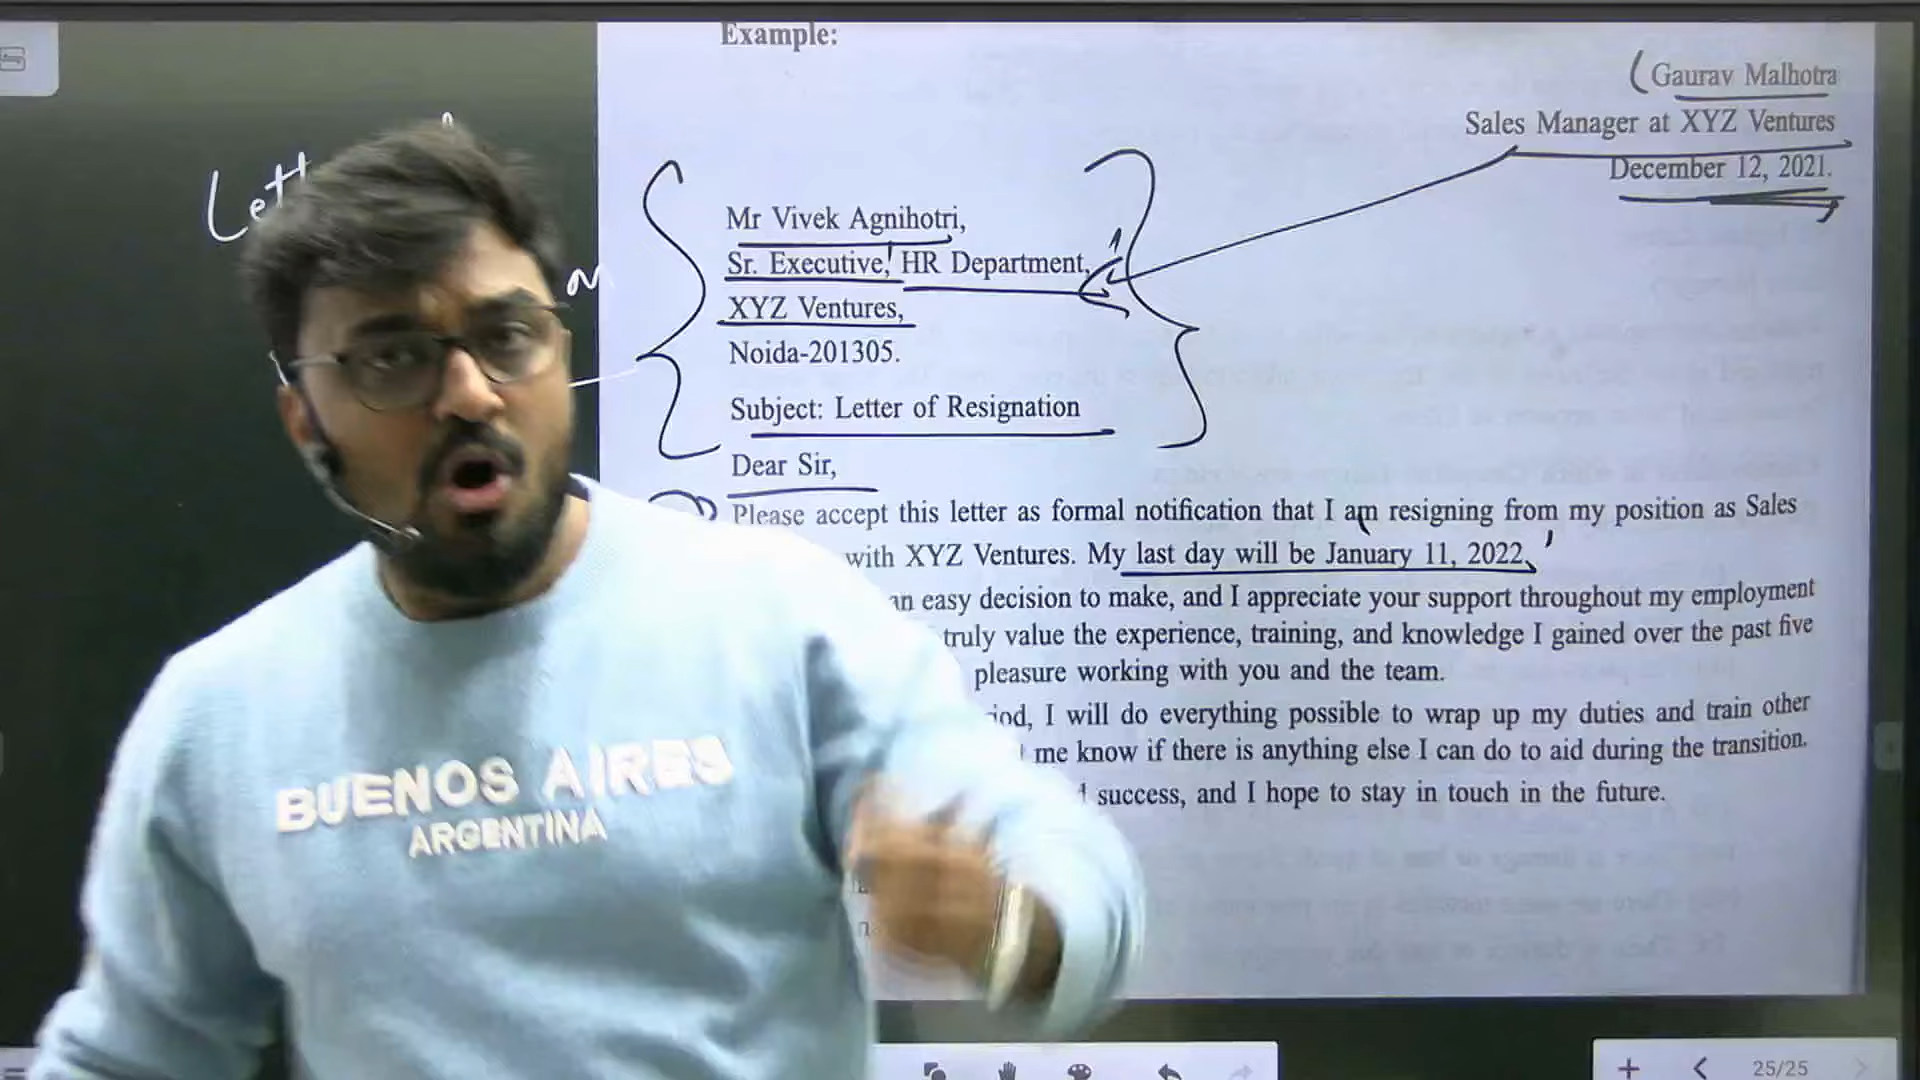 Example:
Gaurav Malhotra
Sales Manager at XYZ Ventures
December 12, 2021.
Mr Vivek Agnihotri,
Sr. Executive, HR Department,
XYZ Ventures,
Noida-201305.
Subject: Letter of Resignation
Dear Sir,
Please accept this letter as formal notification that I am resigning from my position as Sales
with XYZ Ventures. My last day will be January 11, 2022.
an easy decision to make, and I appreciate your support throughout my employment
truly value the experience, training, and knowledge I gained over the past five
pleasure working with you and the team.
I will do everything possible to wrap up my duties and train other
me know if there is anything else I can do to aid during the transition.
success, and I hope to stay in touch in the future.
BUENOS AIRES
ARGENTINA
25/25